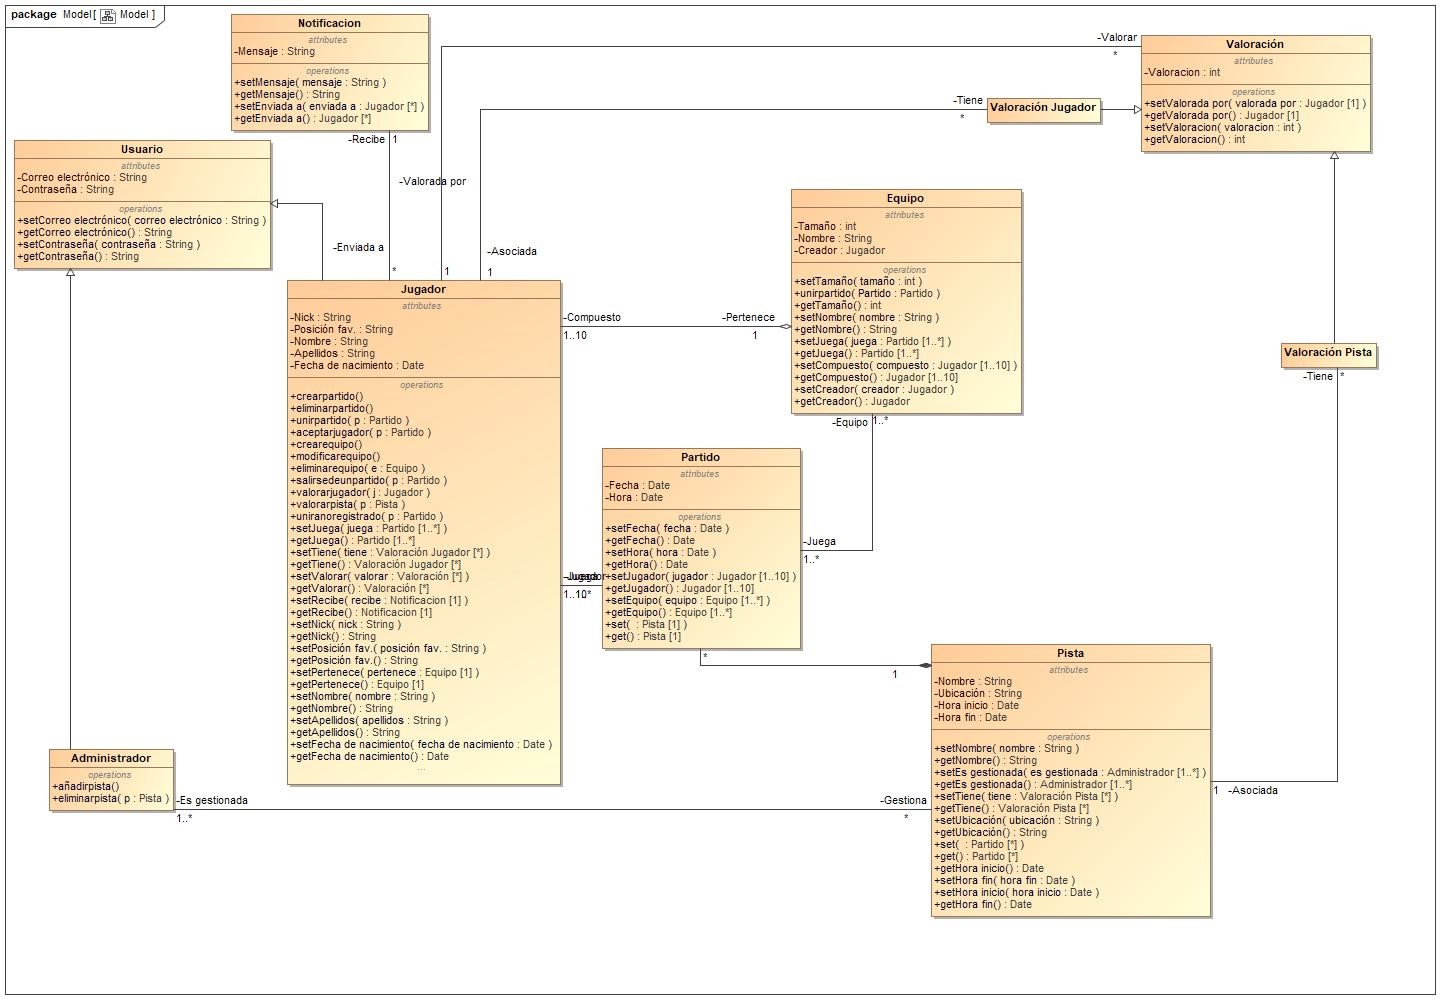 package Model[ Model ]
Notificacion
attributes
-Mensaje : String
operations
+setMensaje( mensaje : String )
+getMensaje() : String
+setEnviada a( enviada a : Jugador [*] )
+getEnviada a() : Jugador [*]
-Recibe 1
-Valorar
*
Valoración
attributes
-Valoracion : int
operations
+setValorada por( valorada por : Jugador [1] )
+getValorada por() : Jugador [1]
+setValoracion( valoracion : int )
+getValoracion() : int
-Tiene
*
Valoración Jugador
Usuario
attributes
-Correo electrónico : String
-Contraseña : String
operations
+setCorreo electrónico( correo electrónico : String )
+getCorreo electrónico() : String
+setContraseña( contraseña : String )
+getContraseña() : String
-Valorada por
-Enviada a
*
1
-Asociada
1
Equipo
attributes
-Tamaño : int
-Nombre : String
-Creador : Jugador
operations
+setTamaño( tamaño : int )
+unirpartido( Partido : Partido )
+getTamaño() : int
+setNombre( nombre : String )
+getNombre() : String
+setJuega( juega : Partido [1..*] )
+getJuega() : Partido [1..*]
+setCompuesto( compuesto : Jugador [1..10] )
+getCompuesto() : Jugador [1..10]
+setCreador( creador : Jugador )
+getCreador() : Jugador
-Equipo 1..*
Jugador
attributes
-Nick : String
-Posición fav. : String
-Nombre : String
-Apellidos : String
-Fecha de nacimiento : Date
operations
+crearpartido()
+eliminarpartido()
+unirpartido( p : Partido )
+aceptarjugador( p : Partido )
+crearequipo()
+modificarequipo()
+eliminarequipo( e : Equipo )
+salirsedeunpartido( p : Partido )
+valorarjugador( j : Jugador )
+valorarpista( p : Pista )
+uniranoregistrado( p : Partido )
+setJuega( juega : Partido [1..*] )
+getJuega() : Partido [1..*]
+setTiene( tiene : Valoración Jugador [*] )
+getTiene() : Valoración Jugador [*]
+setValorar( valorar : Valoración [*] )
+getValorar() : Valoración [*]
+setRecibe( recibe : Notificacion [1] )
+getRecibe() : Notificacion [1]
+setNick( nick : String )
+getNick() : String
+setPosición fav.( posición fav. : String )
+getPosición fav.() : String
+setPertenece( pertenece : Equipo [1] )
+getPertenece() : Equipo [1]
+setNombre( nombre : String )
+getNombre() : String
+setApellidos( apellidos : String )
+getApellidos() : String
+setFecha de nacimiento( fecha de nacimiento : Date )
+getFecha de nacimiento() : Date
...
-Compuesto
1..10
-Pertenece
1
Valoración Pista
-Tiene *
Partido
attributes
-Fecha : Date
-Hora : Date
operations
+setFecha( fecha : Date )
+getFecha() : Date
+setHora( hora : Date )
+getHora() : Date
+setJugador( jugador : Jugador [1..10] )
+getJugador() : Jugador [1..10]
+setEquipo( equipo : Equipo [1..*] )
+getEquipo() : Equipo [1..*]
+set( : Pista [1] )
+get() : Pista [1]
-Juega
1..*
*
1
Pista
attributes
-Nombre : String
-Ubicación : String
-Hora inicio : Date
-Hora fin : Date
operations
+setNombre( nombre : String )
+getNombre() : String
+setEs gestionada( es gestionada : Administrador [1..*] )
+getEs gestionada() : Administrador [1..*]
+setTiene( tiene : Valoración Pista [*] )
+getTiene() : Valoración Pista [*]
+setUbicación( ubicación : String )
+getUbicación() : String
+set( : Partido [*] )
+get() : Partido [*]
+getHora inicio() : Date
+setHora fin( hora fin : Date )
+setHora inicio( hora inicio : Date )
+getHora fin() : Date
1 -Asociada
Administrador
operations
+añadirpista()
+eliminarpista( p : Pista )
-Es gestionada
1..*
-Gestiona
*